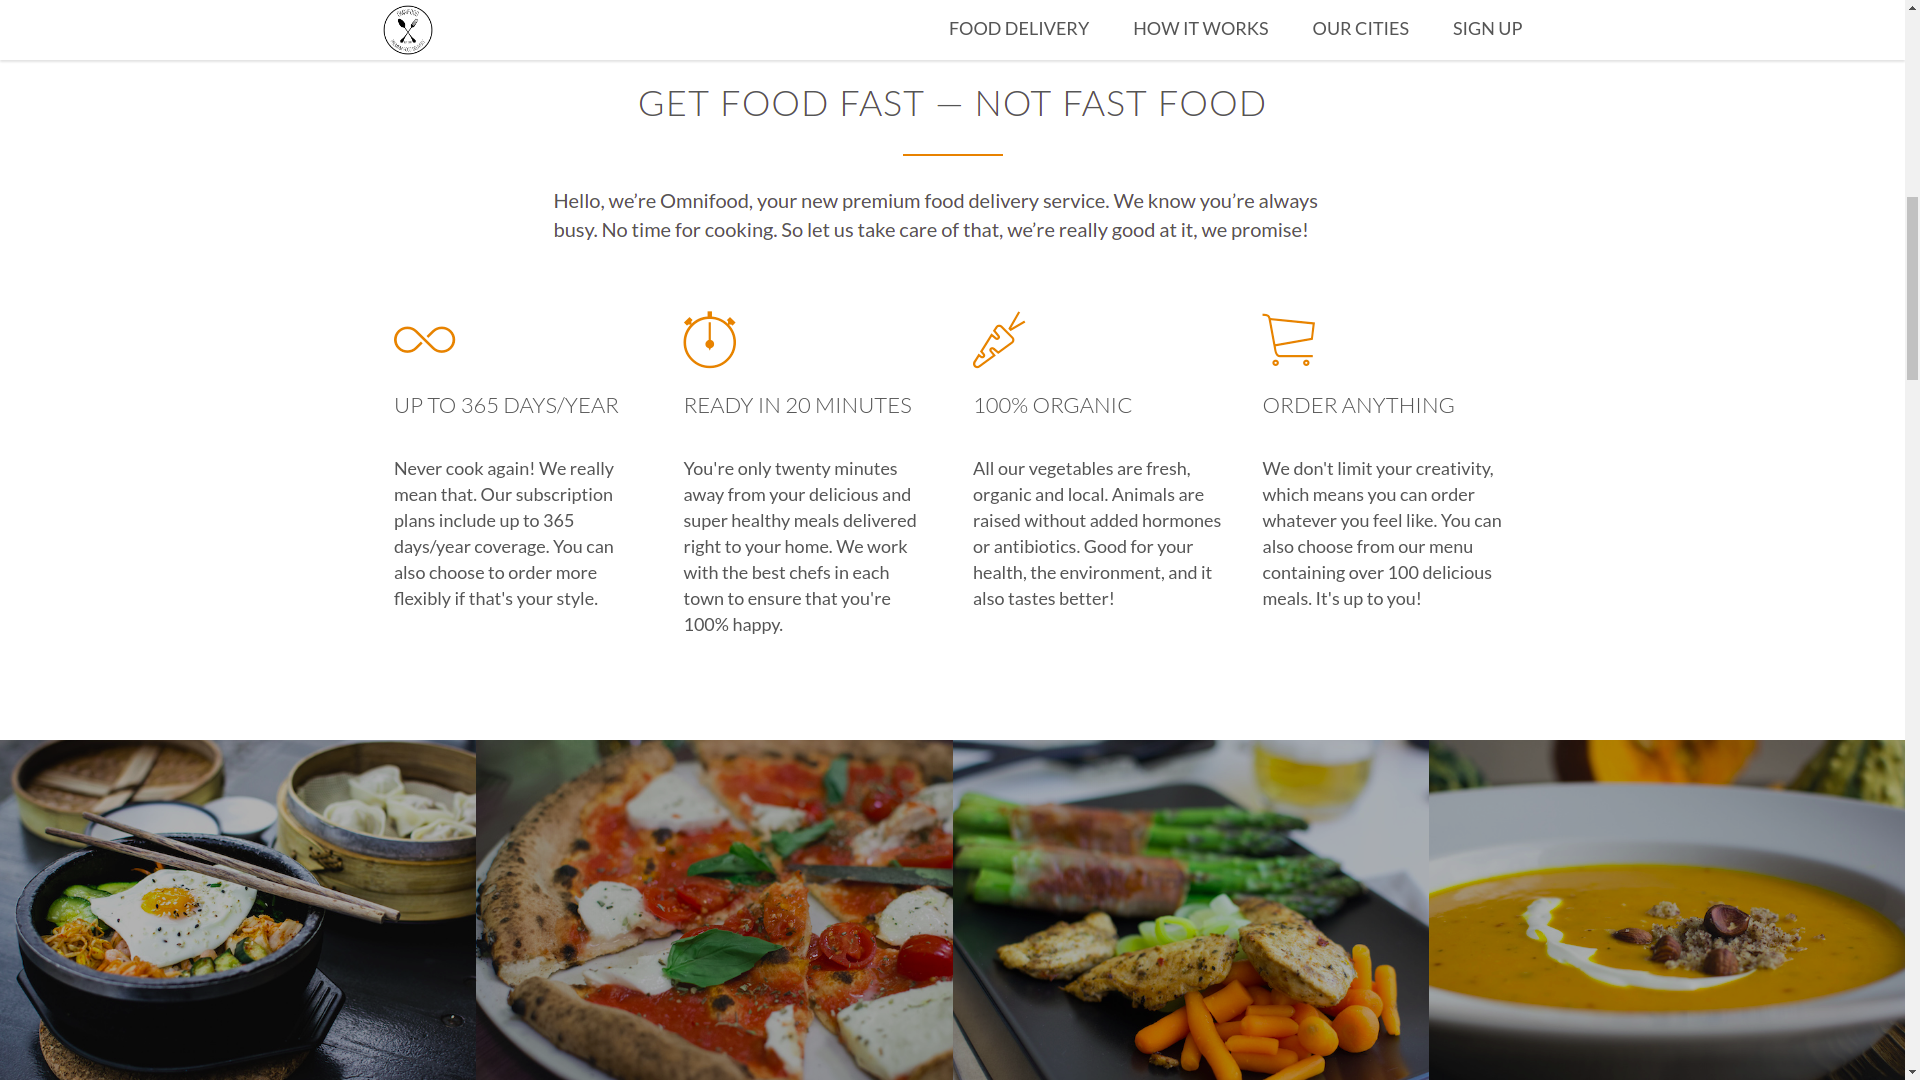 FOOD DELIVERY HOW IT WORKS OUR CITIES SIGN UP
GET FOOD FAST — NOT FAST FOOD
Hello, we’re Omnifood, your new premium food delivery service. We know you’re always
busy. No time for cooking. So let us take care of that, we’re really good at it, we promise!
UP TO 365 DAYS/YEAR
Never cook again! We really
mean that. Our subscription
plans include up to 365
days/year coverage. You can
also choose to order more
flexibly if that's your style.
READY IN 20 MINUTES
You're only twenty minutes
away from your delicious and
super healthy meals delivered
right to your home. We work
with the best chefs in each
town to ensure that you're
100% happy.
100% ORGANIC
All our vegetables are fresh,
organic and local. Animals are
raised without added hormones
or antibiotics. Good for your
health, the environment, and it
also tastes better!
ORDER ANYTHING
We don't limit your creativity,
which means you can order
whatever you feel like. You can
also choose from our menu
containing over 100 delicious
meals. It's up to you!